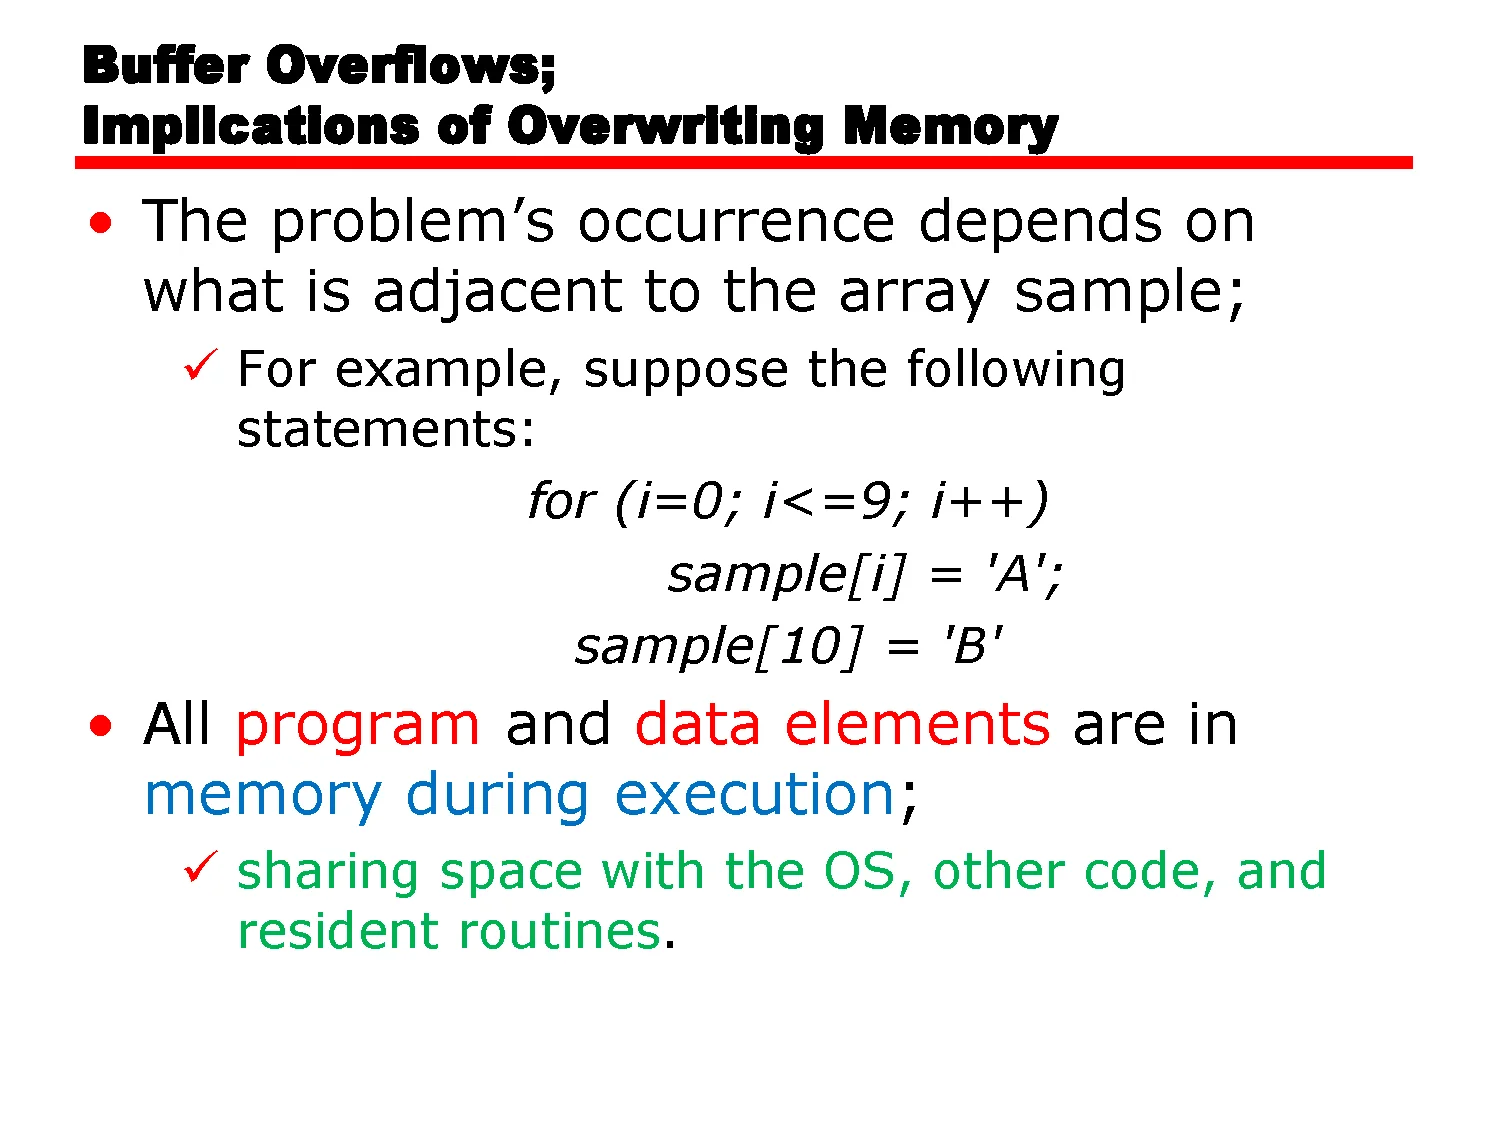 Buffer Overflows;
Implications of Overwriting Memory
• The problem’s occurrence depends on
what is adjacent to the array sample;
✓ For example, suppose the following
statements:
for (i=0; i<=9; i++)
sample[i] = 'A';
sample[10] = 'B'
• All program and data elements are in
memory during execution;
✓ sharing space with the OS, other code, and
resident routines.